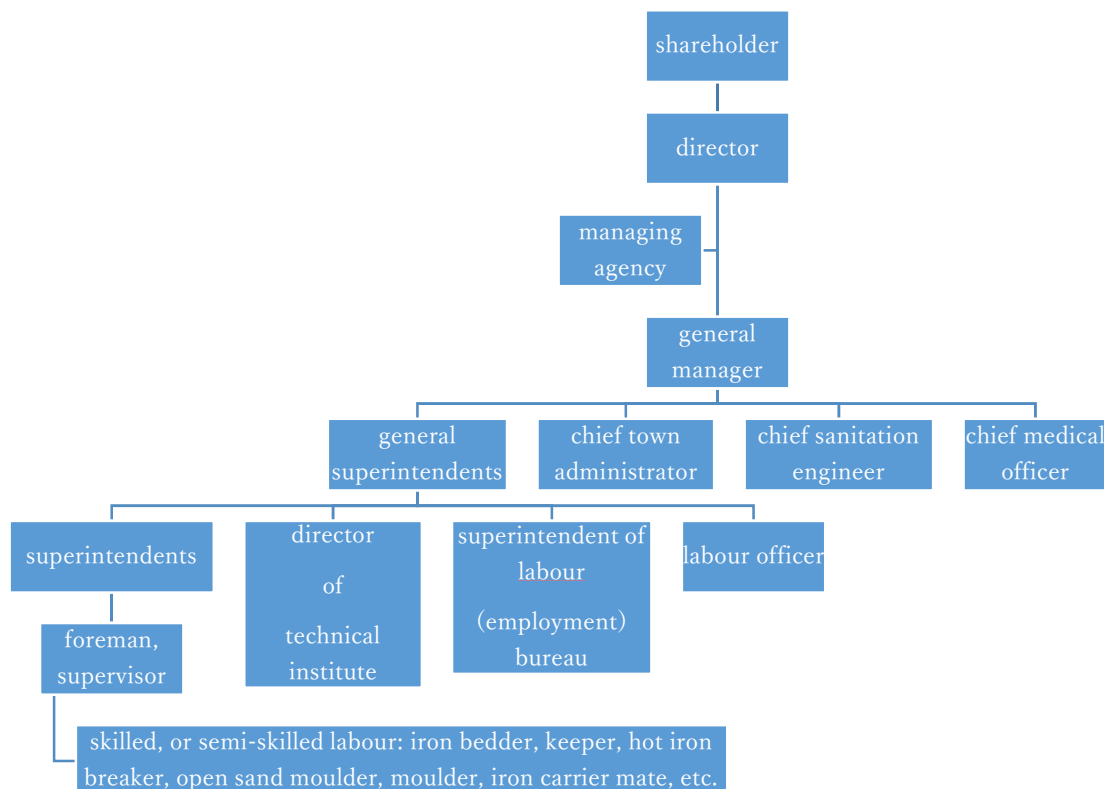 shareholder
director
managing
agency
general
manager
general
superintendents
chief town
administrator
chief sanitation
engineer
chief medical
officer
superintendents
director
of
technical
institute
superintendent of
labour
(employment)
bureau
labour officer
foreman,
supervisor
skilled, or semi-skilled labour: iron bedder, keeper, hot iron
breaker, open sand moulder, moulder, iron carrier mate, etc.